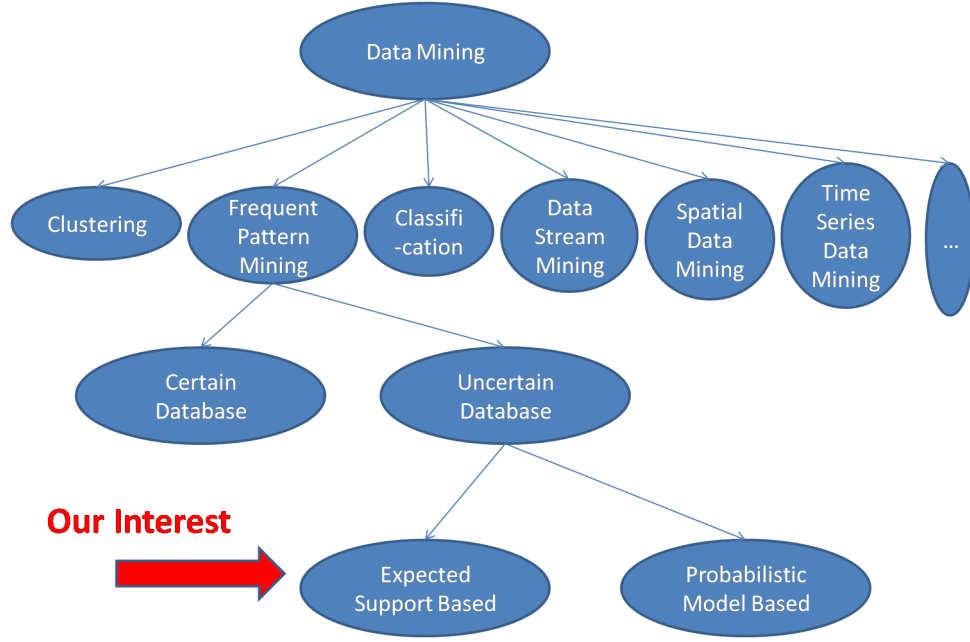 Data Mining
Clustering
Frequent
Pattern
Mining
Classifi
-cation
Data
Stream
Mining
Spatial
Data
Mining
Time
Series
Data
Mining
...
Certain
Database
Uncertain
Database
Our Interest
Expected
Support Based
Probabilistic
Model Based